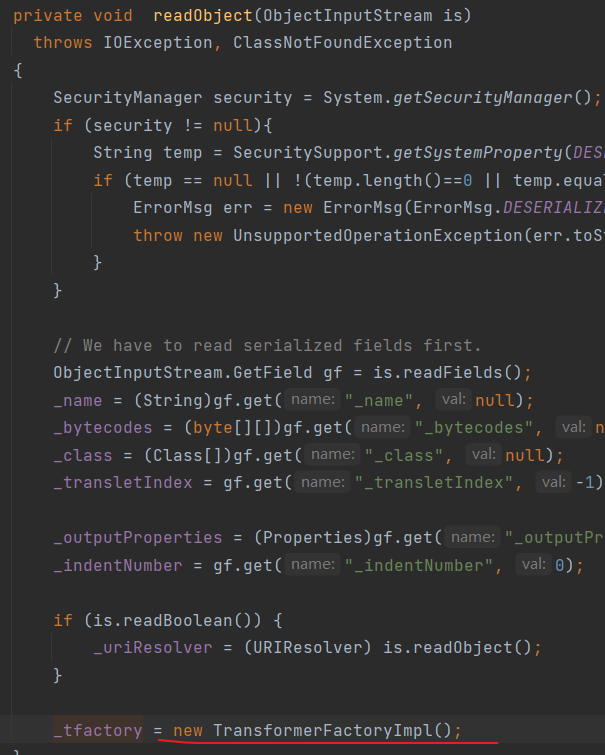 private void  readObject(ObjectInputStream is)
throws IOException, ClassNotFoundException
{
SecurityManager security = System.getSecurityManager();
if (security != null){
String temp = SecuritySupport.getSystemProperty(DES
if (temp == null || !(temp.length()==0 || temp.equa
ErrorMsg err = new ErrorMsg(ErrorMsg.DESERIALIZ
throw new UnsupportedOperationException(err.toSt
}
}
// We have to read serialized fields first.
ObjectInputStream.GetField gf = is.readFields();
_name = (String)gf.get( name: "_name", val: null);
_bytecodes = (byte[][])gf.get( name: "_bytecodes", val: n
_class = (Class[])gf.get( name: "_class", val: null);
_transletIndex = gf.get( name: "_transletIndex", val: -1)
_outputProperties = (Properties)gf.get( name: "_outputPr
_indentNumber = gf.get( name: "_indentNumber", val: 0);
if (is.readBoolean()) {
_uriResolver = (URIResolver) is.readObject();
}
_tfactory = new TransformerFactoryImpl();
}